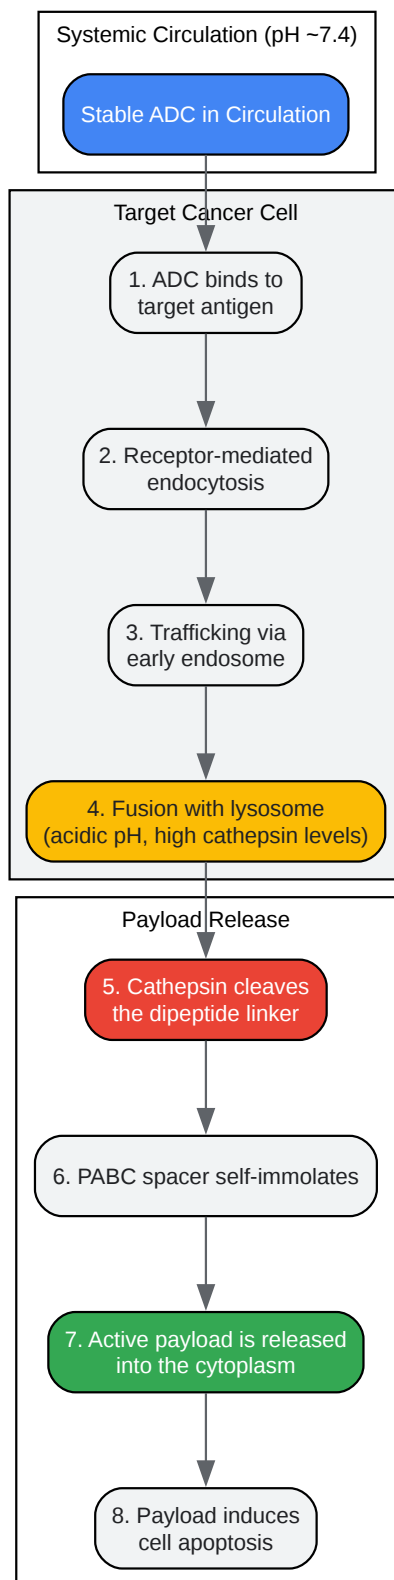 Systemic Circulation (pH ~7.4)
Stable ADC in Circulation
Target Cancer Cell
1. ADC binds to
target antigen
2. Receptor-mediated
endocytosis
3. Trafficking via
early endosome
4. Fusion with lysosome
(acidic pH, high cathepsin levels)
Payload Release
5. Cathepsin cleaves
the dipeptide linker
6. PABC spacer self-immolates
7. Active payload is released
into the cytoplasm
8. Payload induces
cell apoptosis